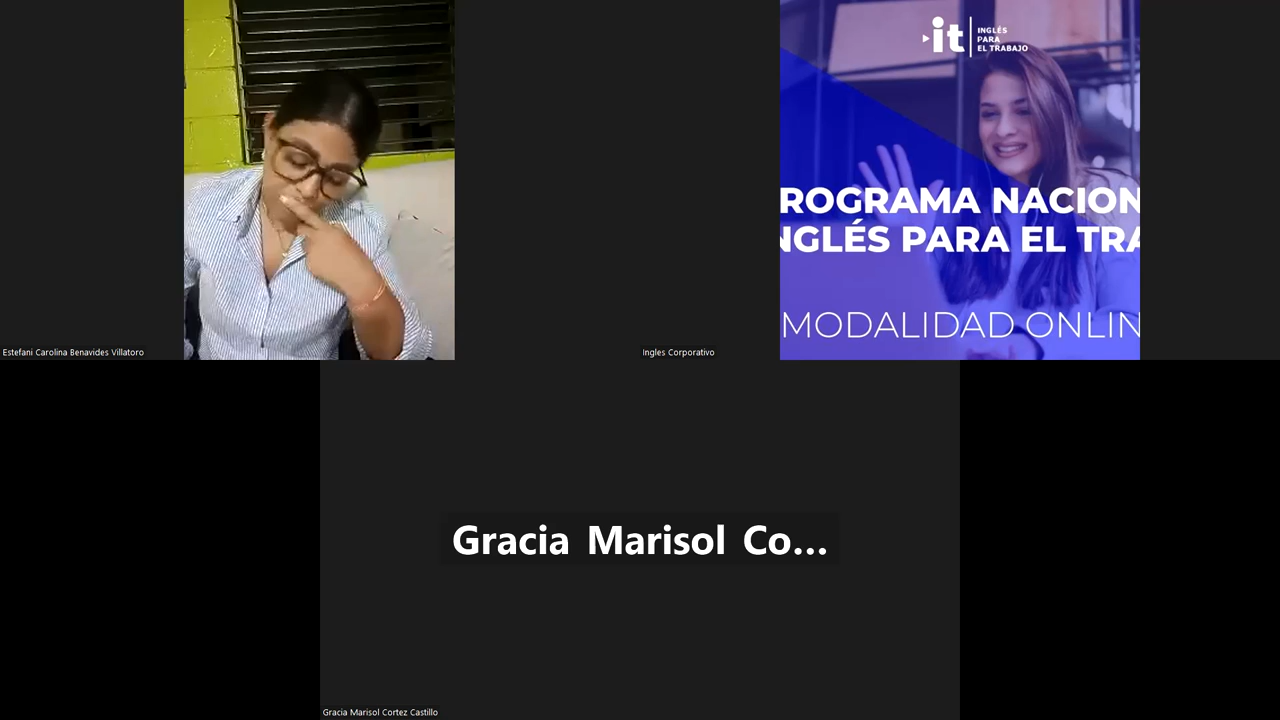 it
INGLÉS
PARA
EL TRABAJO
ROGRAMA NACION
NGLÉS PARA EL TRA
MODALIDAD ONLIN
Estefani Carolina Benavides Villatoro
Ingles Corporativo
Gracia Marisol Co...
Gracia Marisol Cortez Castillo